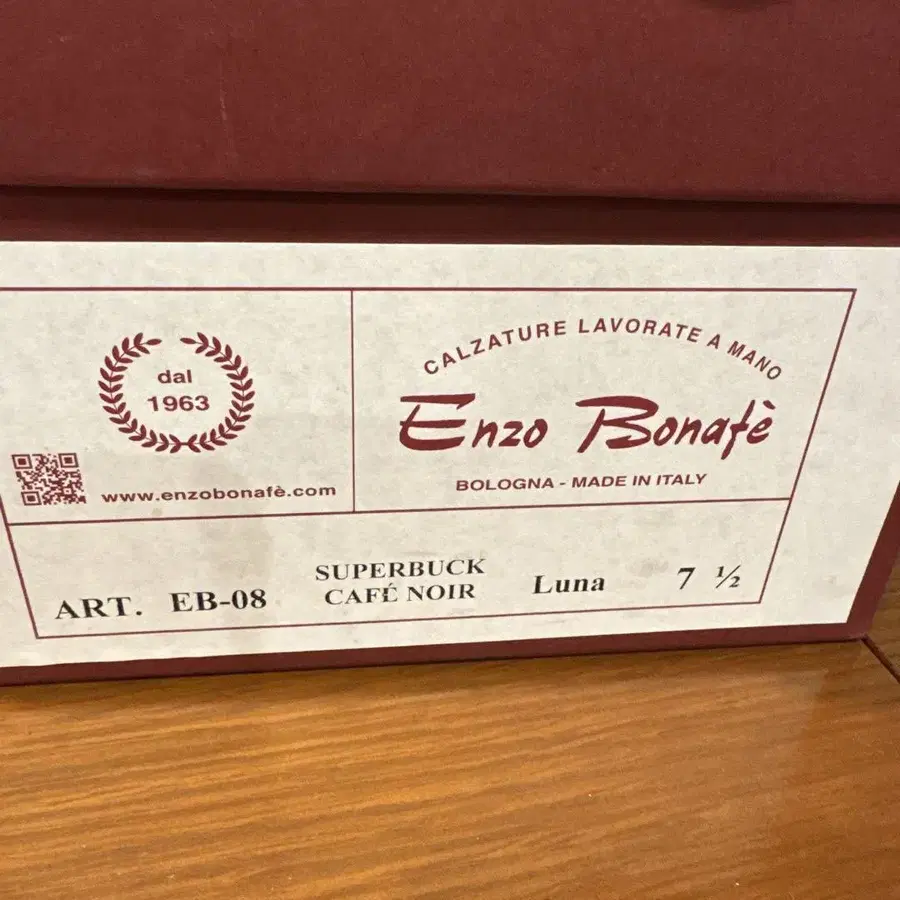 dal
1963
www.enzobonafè.com
CALZATURE LAVORATE A MANO
Enzo Bonafè
BOLOGNA - MADE IN ITALY
ART. EB-08
SUPERBUCK
CAFÉ NOIR
Luna
7 ½